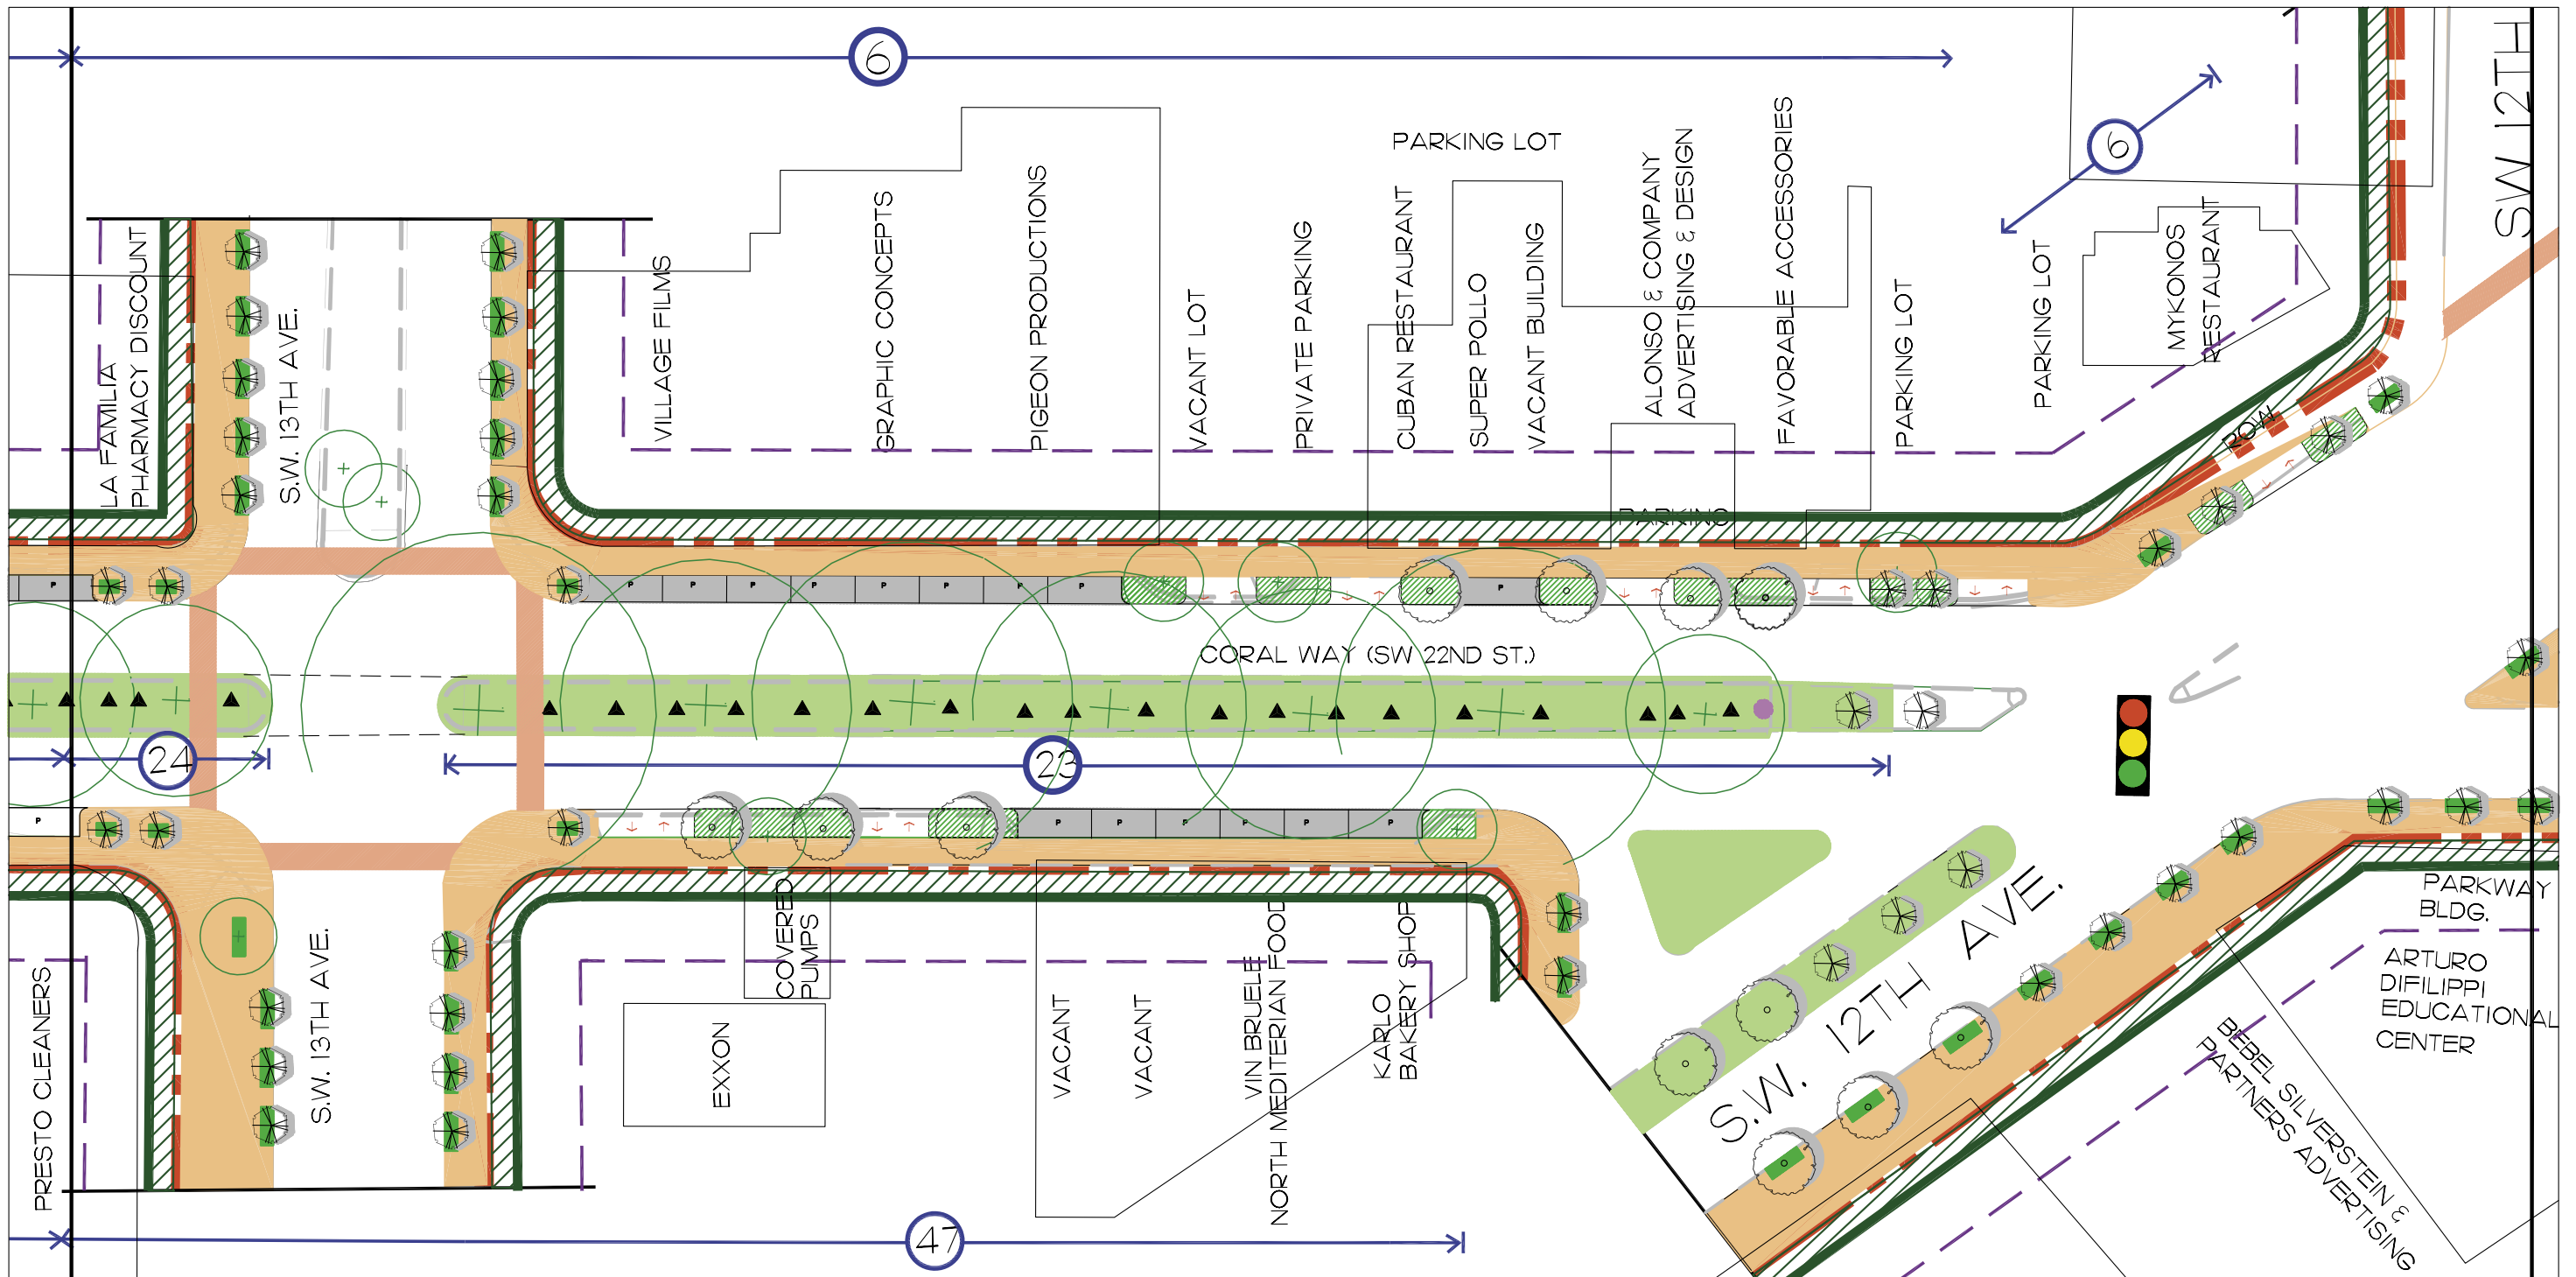 6
6
SW 12TH
PARKING LOT
LA FAMILIA
PHARMACY DISCOUNT
S.W. 13TH AVE.
VILLAGE FILMS
GRAPHIC CONCEPTS
PIGEON PRODUCTIONS
VACANT LOT
PRIVATE PARKING
CUBAN RESTAURANT
SUPER POLLO
VACANT BUILDING
ALONSO & COMPANY
ADVERTISING & DESIGN
FAVORABLE ACCESSORIES
PARKING LOT
PARKING LOT
MYKONOS
RESTAURANT
ROW
PARKING
P
P
P
P
P
P
P
P
P
P
CORAL WAY (SW 22ND ST.)
24
23
P
P
P
P
P
P
P
PRESTO CLEANERS
S.W. 13TH AVE.
COVERED
PUMPS
EXXON
VACANT
VACANT
VIN BRUELE
NORTH MEDITERIAN FOOD
KARLO
BAKERY SHOP
S.W. 12TH AVE.
PARKWAY
BLDG.
ARTURO
DIFILIPPI
EDUCATIONAL
CENTER
BEBEL SILVERSTEIN &
PARTNERS ADVERTISING
47